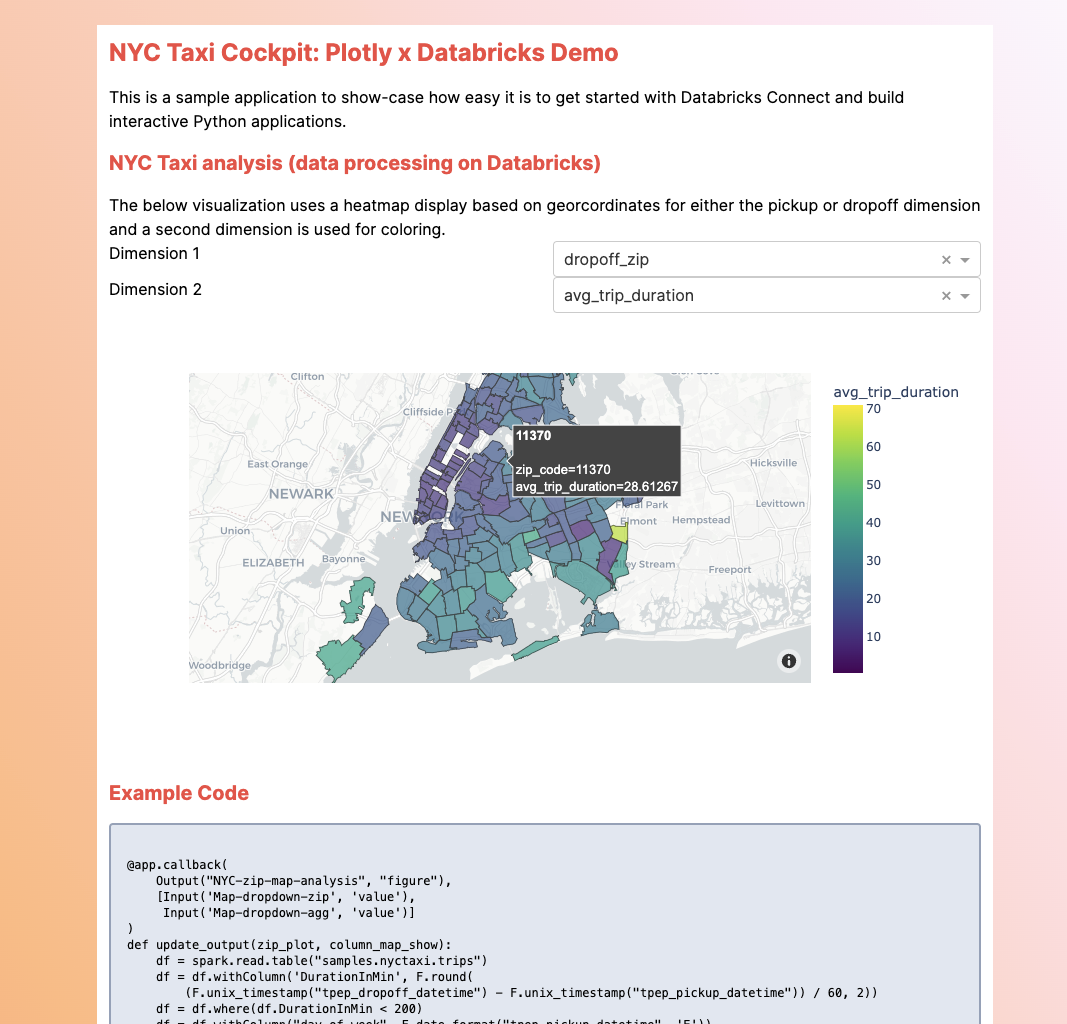 NYC Taxi Cockpit: Plotly x Databricks Demo
This is a sample application to show-case how easy it is to get started with Databricks Connect and build
interactive Python applications.
NYC Taxi analysis (data processing on Databricks)
The below visualization uses a heatmap display based on georcordinates for either the pickup or dropoff dimension
and a second dimension is used for coloring.
Dimension 1
dropoff_zip
Dimension 2
avg_trip_duration
Clifton
Cliffside
East Orange
NEWARK
Union
ELIZABETH
Bayonne
Woodbridge
11370
zip_code=11370
avg_trip_duration=28.61267
Hicksville
Levittown
Park
Elmont
Hempstead
Stream
Freeport
avg_trip_duration
70
60
50
40
30
20
10
Example Code
@app.callback(
    Output("NYC-zip-map-analysis", "figure"),
    [Input('Map-dropdown-zip', 'value'),
     Input('Map-dropdown-agg', 'value')]
)
def update_output(zip_plot, column_map_show):
    df = spark.read.table("samples.nyctaxi.trips")
    df = df.withColumn('DurationInMin', F.round(
        (F.unix_timestamp("tpep_dropoff_datetime") - F.unix_timestamp("tpep_pickup_datetime")) / 60, 2))
    df = df.where(df.DurationInMin < 200)
    df = df.withColumn("day_of_week", F.date_format("tpep_pickup_datetime", 'E'))